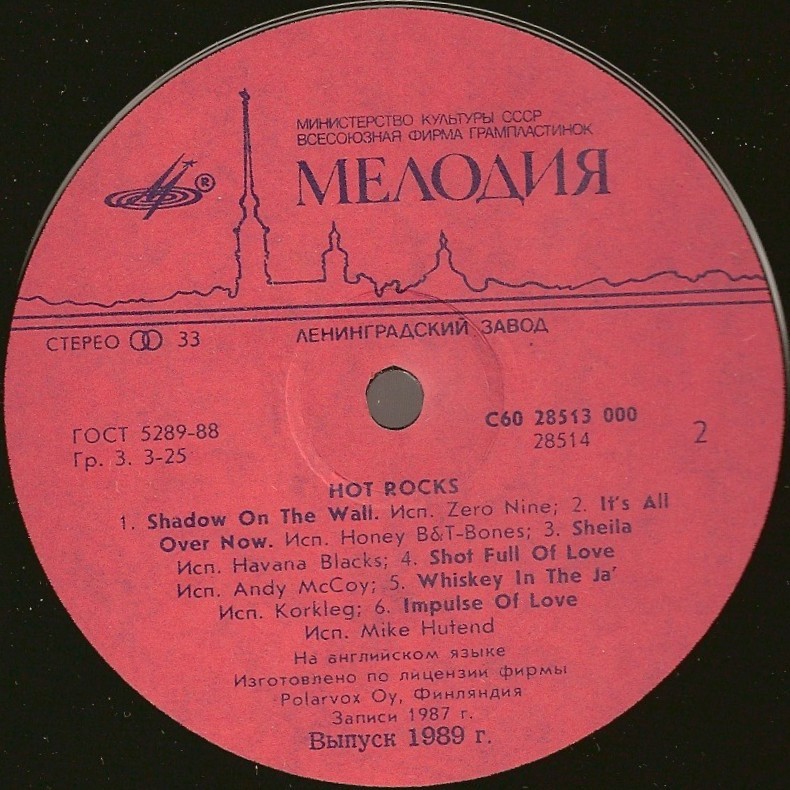 МИНИСТЕРСТВО КУЛЬТУРЫ СССР
ВСЕСОЮЗНАЯ ФИРМА ГРАМПЛАСТИНОК
МЕЛОДИЯ
®
СТЕРЕО 33
ЛЕНИНГРАДСКИЙ ЗАВОД
ГОСТ 5289-88
Гр. 3. 3-25
С60 28513 000
28514
2
HOT ROCKS
1. Shadow On The Wall. Исп. Zero Nine; 2. It's All
Over Now. Исп. Honey B&T-Bones; 3. Sheila
Исп. Havana Blacks; 4. Shot Full Of Love
Исп. Andy McCoy; 5. Whiskey In The Ja'
Исп. Korkleg; 6. Impulse Of Love
Исп. Mike Hutend
На английском языке
Изготовлено по лицензии фирмы
Polarvox Oy, Финляндия
Записи 1987 г.
Выпуск 1989 г.